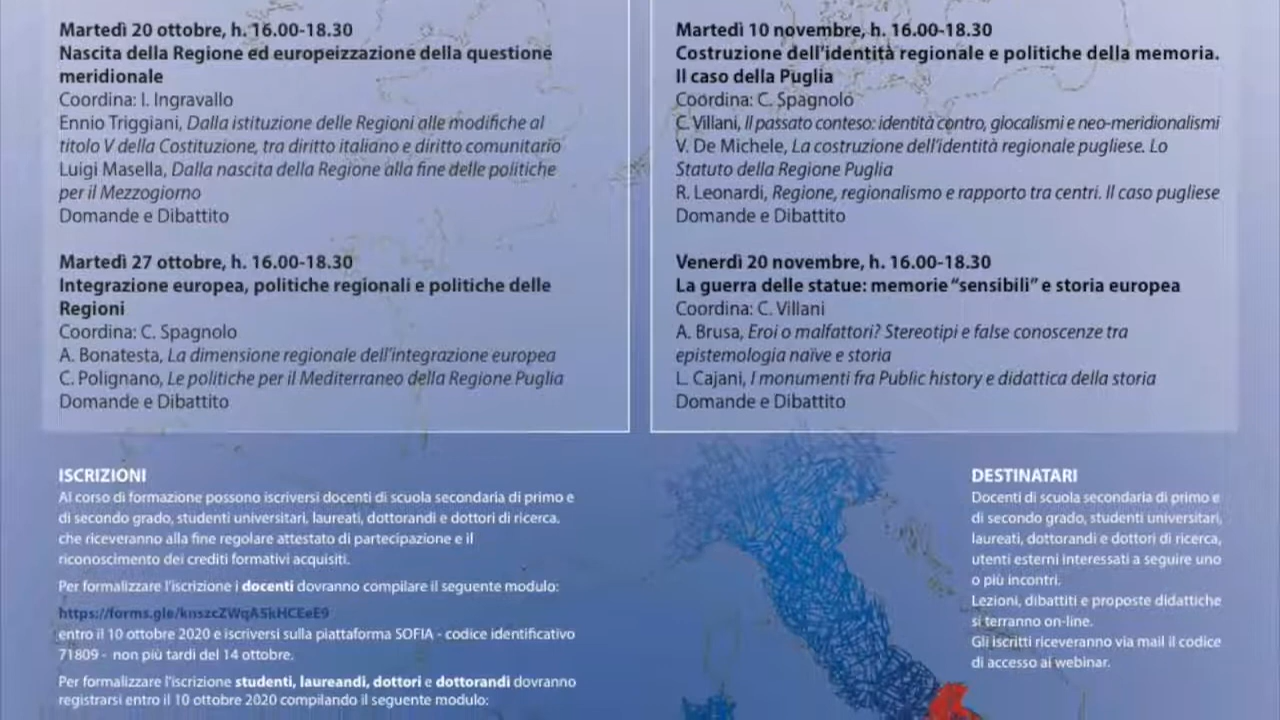 Martedì 20 ottobre, h. 16.00-18.30
Nascita della Regione ed europeizzazione della questione
meridionale
Coordina: I. Ingravallo
Ennio Triggiani, Dalla istituzione delle Regioni alle modifiche al
titolo V della Costituzione, tra diritto italiano e diritto comunitario
Luigi Masella, Dalla nascita della Regione alla fine delle politiche
per il Mezzogiorno
Domande e Dibattito
Martedì 27 ottobre, h. 16.00-18.30
Integrazione europea, politiche regionali e politiche delle
Regioni
Coordina: C. Spagnolo
A. Bonatesta, La dimensione regionale dell'integrazione europea
C. Polignano, Le politiche per il Mediterraneo della Regione Puglia
Domande e Dibattito
Martedì 10 novembre, h. 16.00-18.30
Costruzione dell'identità regionale e politiche della memoria.
Il caso della Puglia
Coordina: C. Spagnolo
C. Villani, Il passato conteso: identità contro, glocalismi e neo-meridionalismi
V. De Michele, La costruzione dell'identità regionale pugliese. Lo
Statuto della Regione Puglia
R. Leonardi, Regione, regionalismo e rapporto tra centri. Il caso pugliese
Domande e Dibattito
Venerdì 20 novembre, h. 16.00-18.30
La guerra delle statue: memorie "sensibili" e storia europea
Coordina: C. Villani
A. Brusa, Eroi o malfattori? Stereotipi e false conoscenze tra
epistemologia naïve e storia
L. Cajani, I monumenti fra Public history e didattica della storia
Domande e Dibattito
ISCRIZIONI
Al corso di formazione possono iscriversi docenti di scuola secondaria di primo e
di secondo grado, studenti universitari, laureati, dottorandi e dottori di ricerca,
che riceveranno alla fine regolare attestato di partecipazione e il
riconoscimento dei crediti formativi acquisiti.
Per formalizzare l'iscrizione i docenti dovranno compilare il seguente modulo:
https://forms.gle/knszcZWqA5kHCEeE9
entro il 10 ottobre 2020 e iscriversi sulla piattaforma SOFIA - codice identificativo
71809 - non più tardi del 14 ottobre.
Per formalizzare l'iscrizione studenti, laureandi, dottori e dottorandi dovranno
registrarsi entro il 10 ottobre 2020 compilando il seguente modulo:
DESTINATARI
Docenti di scuola secondaria di primo e
di secondo grado, studenti universitari,
laureati, dottorandi e dottori di ricerca,
utenti esterni interessati a seguire uno
o più incontri.
Lezioni, dibattiti e proposte didattiche
si terranno on-line.
Gli iscritti riceveranno via mail il codice
di accesso ai webinar.